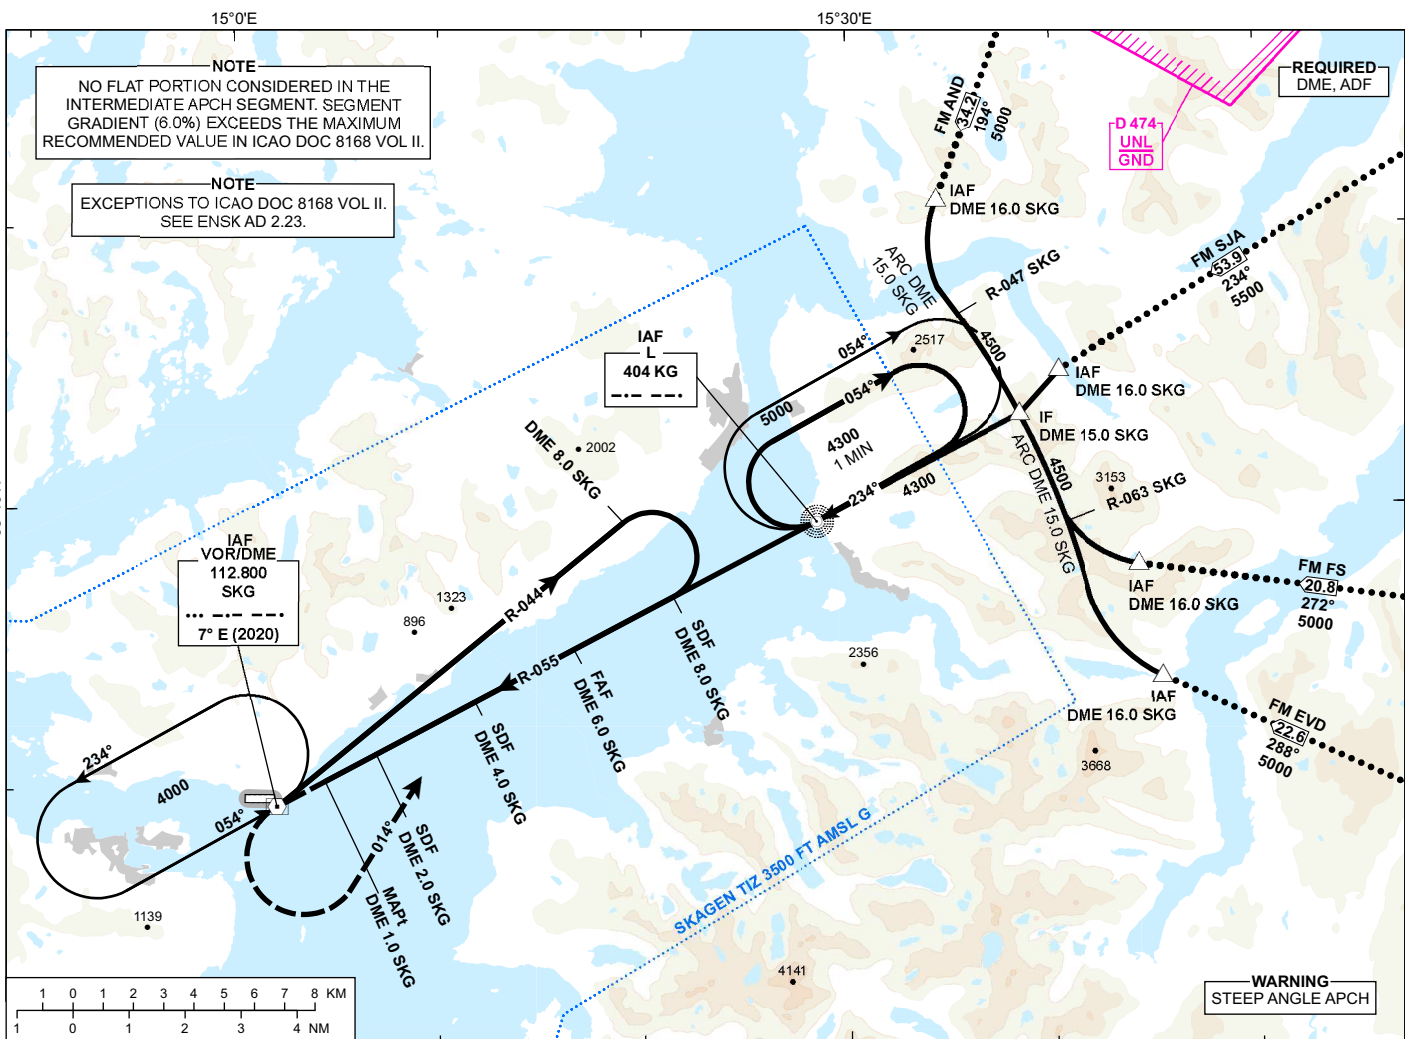 15°0'E
15°30'E
NOTE
NO FLAT PORTION CONSIDERED IN THE
INTERMEDIATE APCH SEGMENT. SEGMENT
GRADIENT (6.0%) EXCEEDS THE MAXIMUM
RECOMMENDED VALUE IN ICAO DOC 8168 VOL II.
NOTE
EXCEPTIONS TO ICAO DOC 8168 VOL II.
SEE ENSK AD 2.23.
REQUIRED
DME, ADF
D 474
UNL
GND
FM AND
34.2
194°
5000
IAF
DME 16.0 SKG
FM SJA
53.9
234°
5500
ARC DME
15.0 SKG
R-047 SKG
4500
IAF
DME 16.0 SKG
IF
DME 15.0 SKG
ARC DME 15.0 SKG
4500
R-063 SKG
3153
FM FS
20.8
272°
5000
IAF
DME 16.0 SKG
IAF
DME 16.0 SKG
FM EVD
22.6
288°
5000
IAF
L
404 KG
054°
2517
5000
054°
4300
1 MIN
234°
4300
DME 8.0 SKG
2002
IAF
VOR/DME
112.800
SKG
7° E (2020)
1323
896
R-044
R-055
SDF
DME 8.0 SKG
FAF
DME 6.0 SKG
SDF
DME 4.0 SKG
SDF
DME 2.0 SKG
MAPt
DME 1.0 SKG
014°
234°
4000
054°
1139
2356
3668
4141
SKAGEN TIZ 3500 FT AMSL G
WARNING
STEEP ANGLE APCH
1 0 1 2 3 4 5 6 7 8 KM
1 0 1 2 3 4 NM